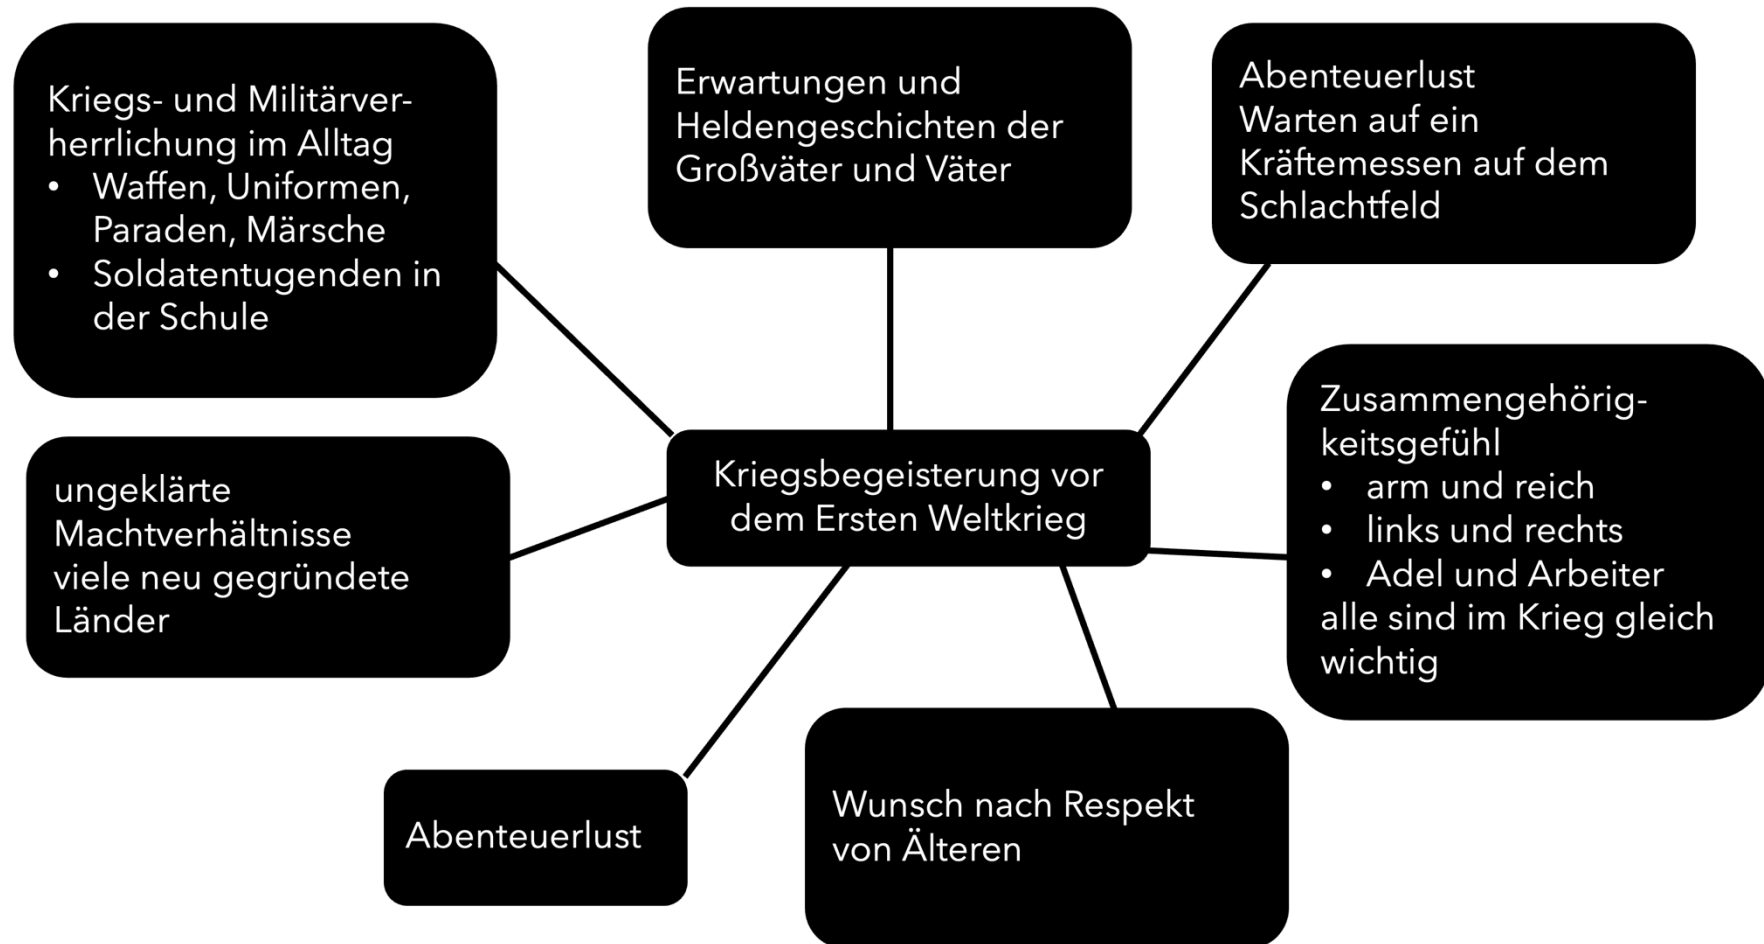 Kriegs- und Militärver-
herrlichung im Alltag
• Waffen, Uniformen,
Paraden, Märsche
• Soldatentugenden in
der Schule
Erwartungen und
Heldengeschichten der
Großväter und Väter
Abenteuerlust
Warten auf ein
Kräftemessen auf dem
Schlachtfeld
Kriegsbegeisterung vor
dem Ersten Weltkrieg
Zusammengehörig-
keitsgefühl
• arm und reich
• links und rechts
• Adel und Arbeiter
alle sind im Krieg gleich
wichtig
ungeklärte
Machtverhältnisse
viele neu gegründete
Länder
Abenteuerlust
Wunsch nach Respekt
von Älteren